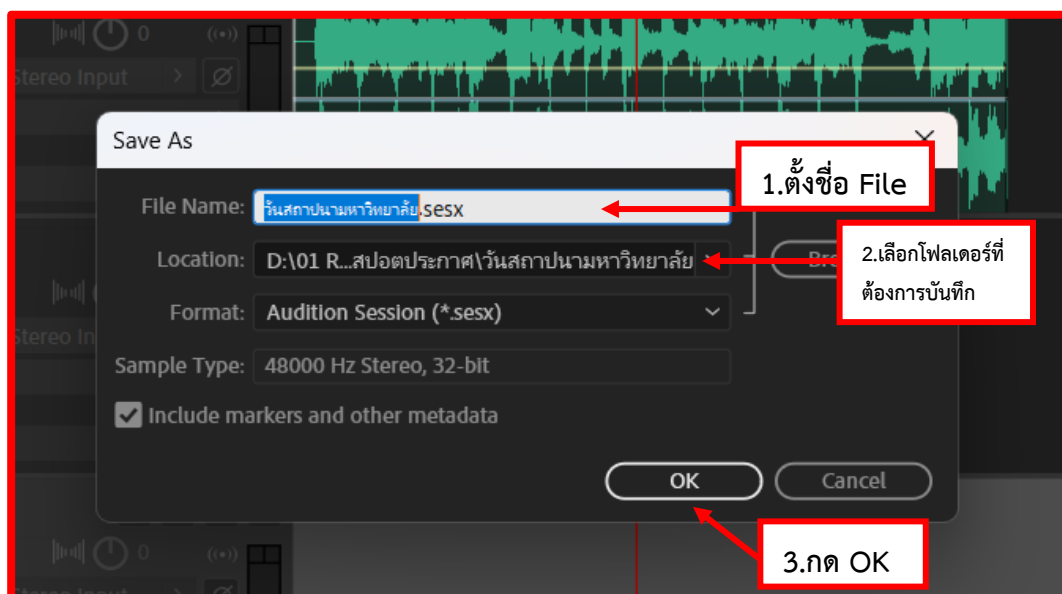 0
Stereo Input
Save As
1.ตั้งชื่อ File
File Name: วันสถาปนามหาวิทยาลัย.sesx
Location: D:\01 R...สปอตประกาศ\วันสถาปนามหาวิทยาลัย
2.เลือกโฟลเดอร์ที่
ต้องการบันทึก
Format: Audition Session (*.sesx)
Stereo In
Sample Type: 48000 Hz Stereo, 32-bit
Include markers and other metadata
OK Cancel
0
3.กด OK